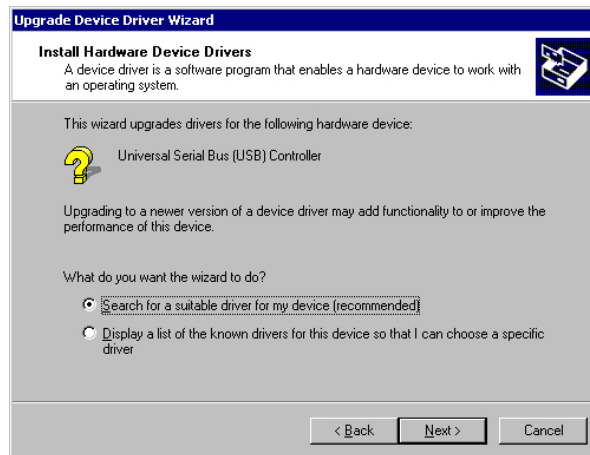 Upgrade Device Driver Wizard
Install Hardware Device Drivers
A device driver is a software program that enables a hardware device to work with
an operating system.
This wizard upgrades drivers for the following hardware device:
Universal Serial Bus (USB) Controller
Upgrading to a newer version of a device driver may add functionality to or improve the
performance of this device.
What do you want the wizard to do?
Search for a suitable driver for my device (recommended)
Display a list of the known drivers for this device so that I can choose a specific
driver
< Back Next > Cancel